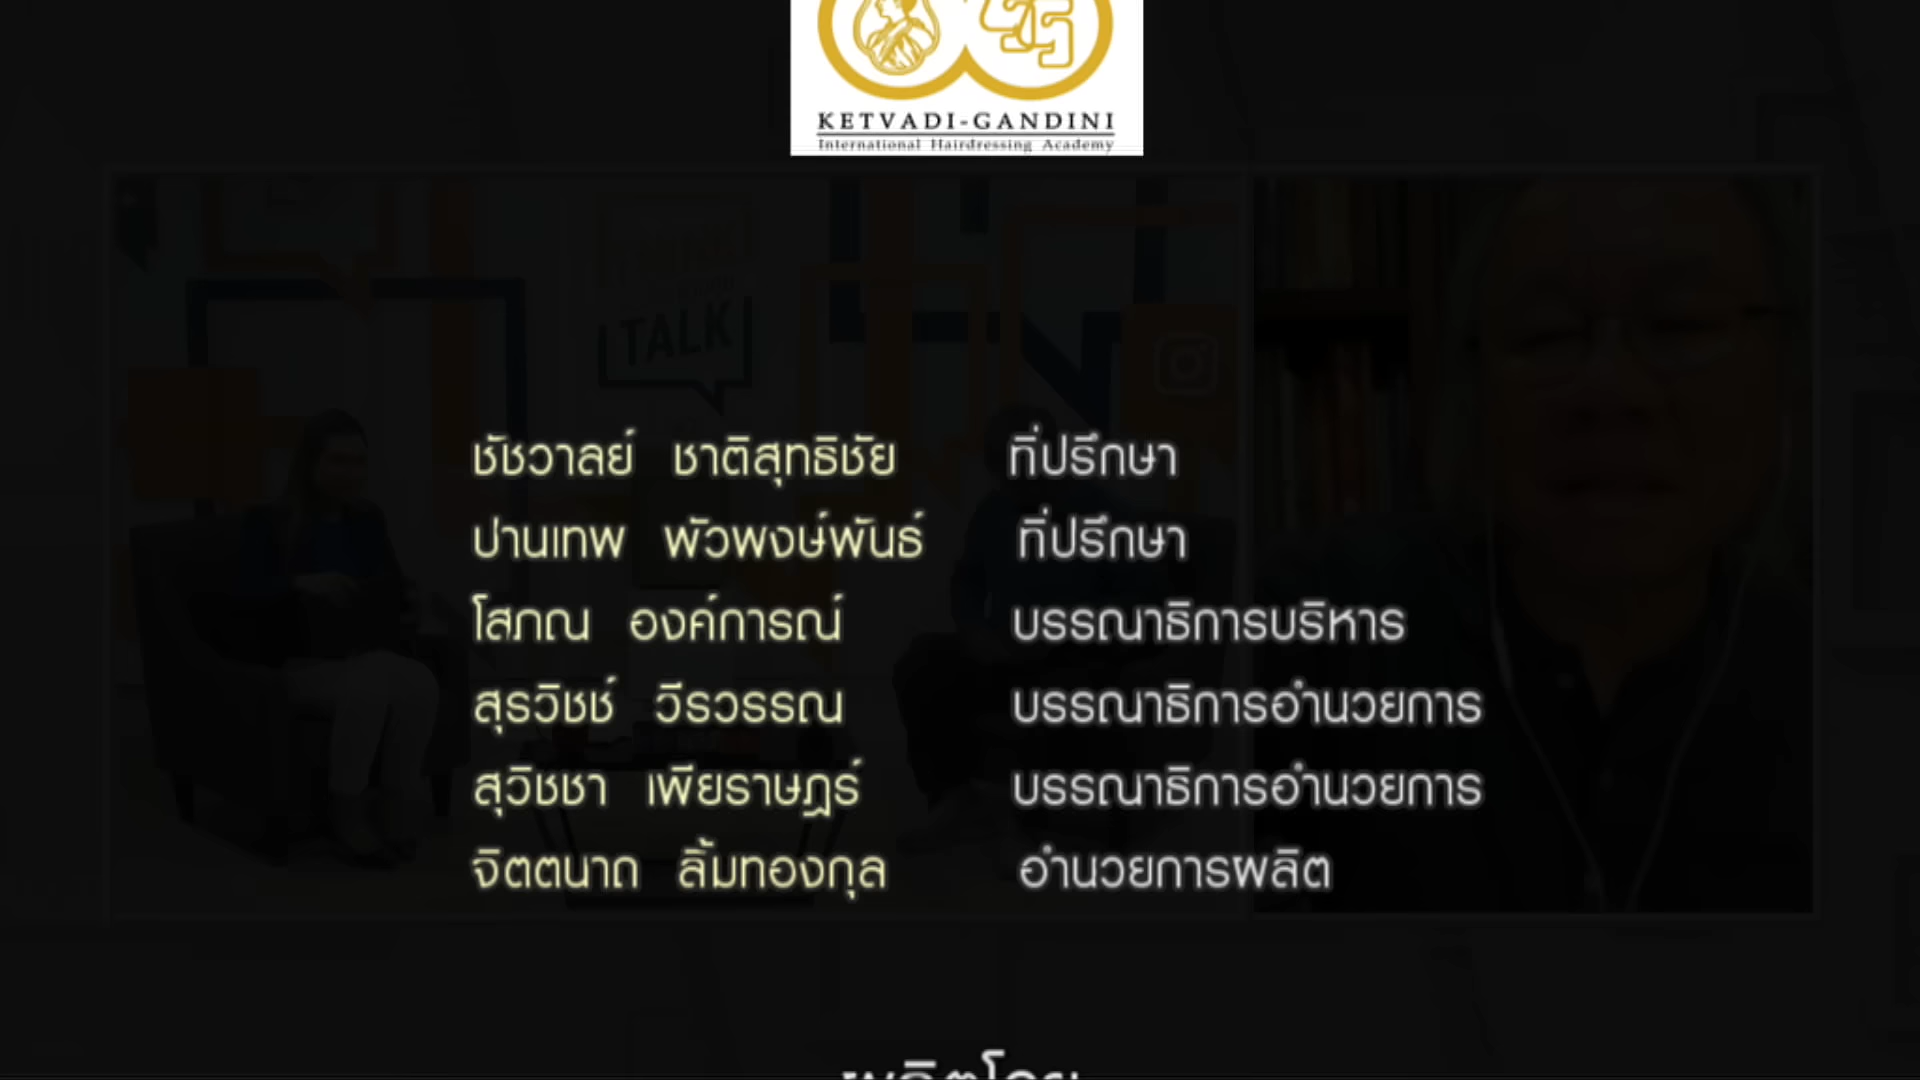 KETVADI-GANDINI
International Hairdressing Academy
TALK
ชัชวาลย์ ชาติสุทธิชัย ที่ปรึกษา
ปานเทพ พัวพงษ์พันธ์ ที่ปรึกษา
โสภณ องค์การณ์ บรรณาธิการบริหาร
สุรวิชช์ วีรวรรณ บรรณาธิการอำนวยการ
สุวิชชา เพียราษฎร์ บรรณาธิการอำนวยการ
จิตตนาถ ลิ้มทองกุล อำนวยการผลิต
ผลิตโดย